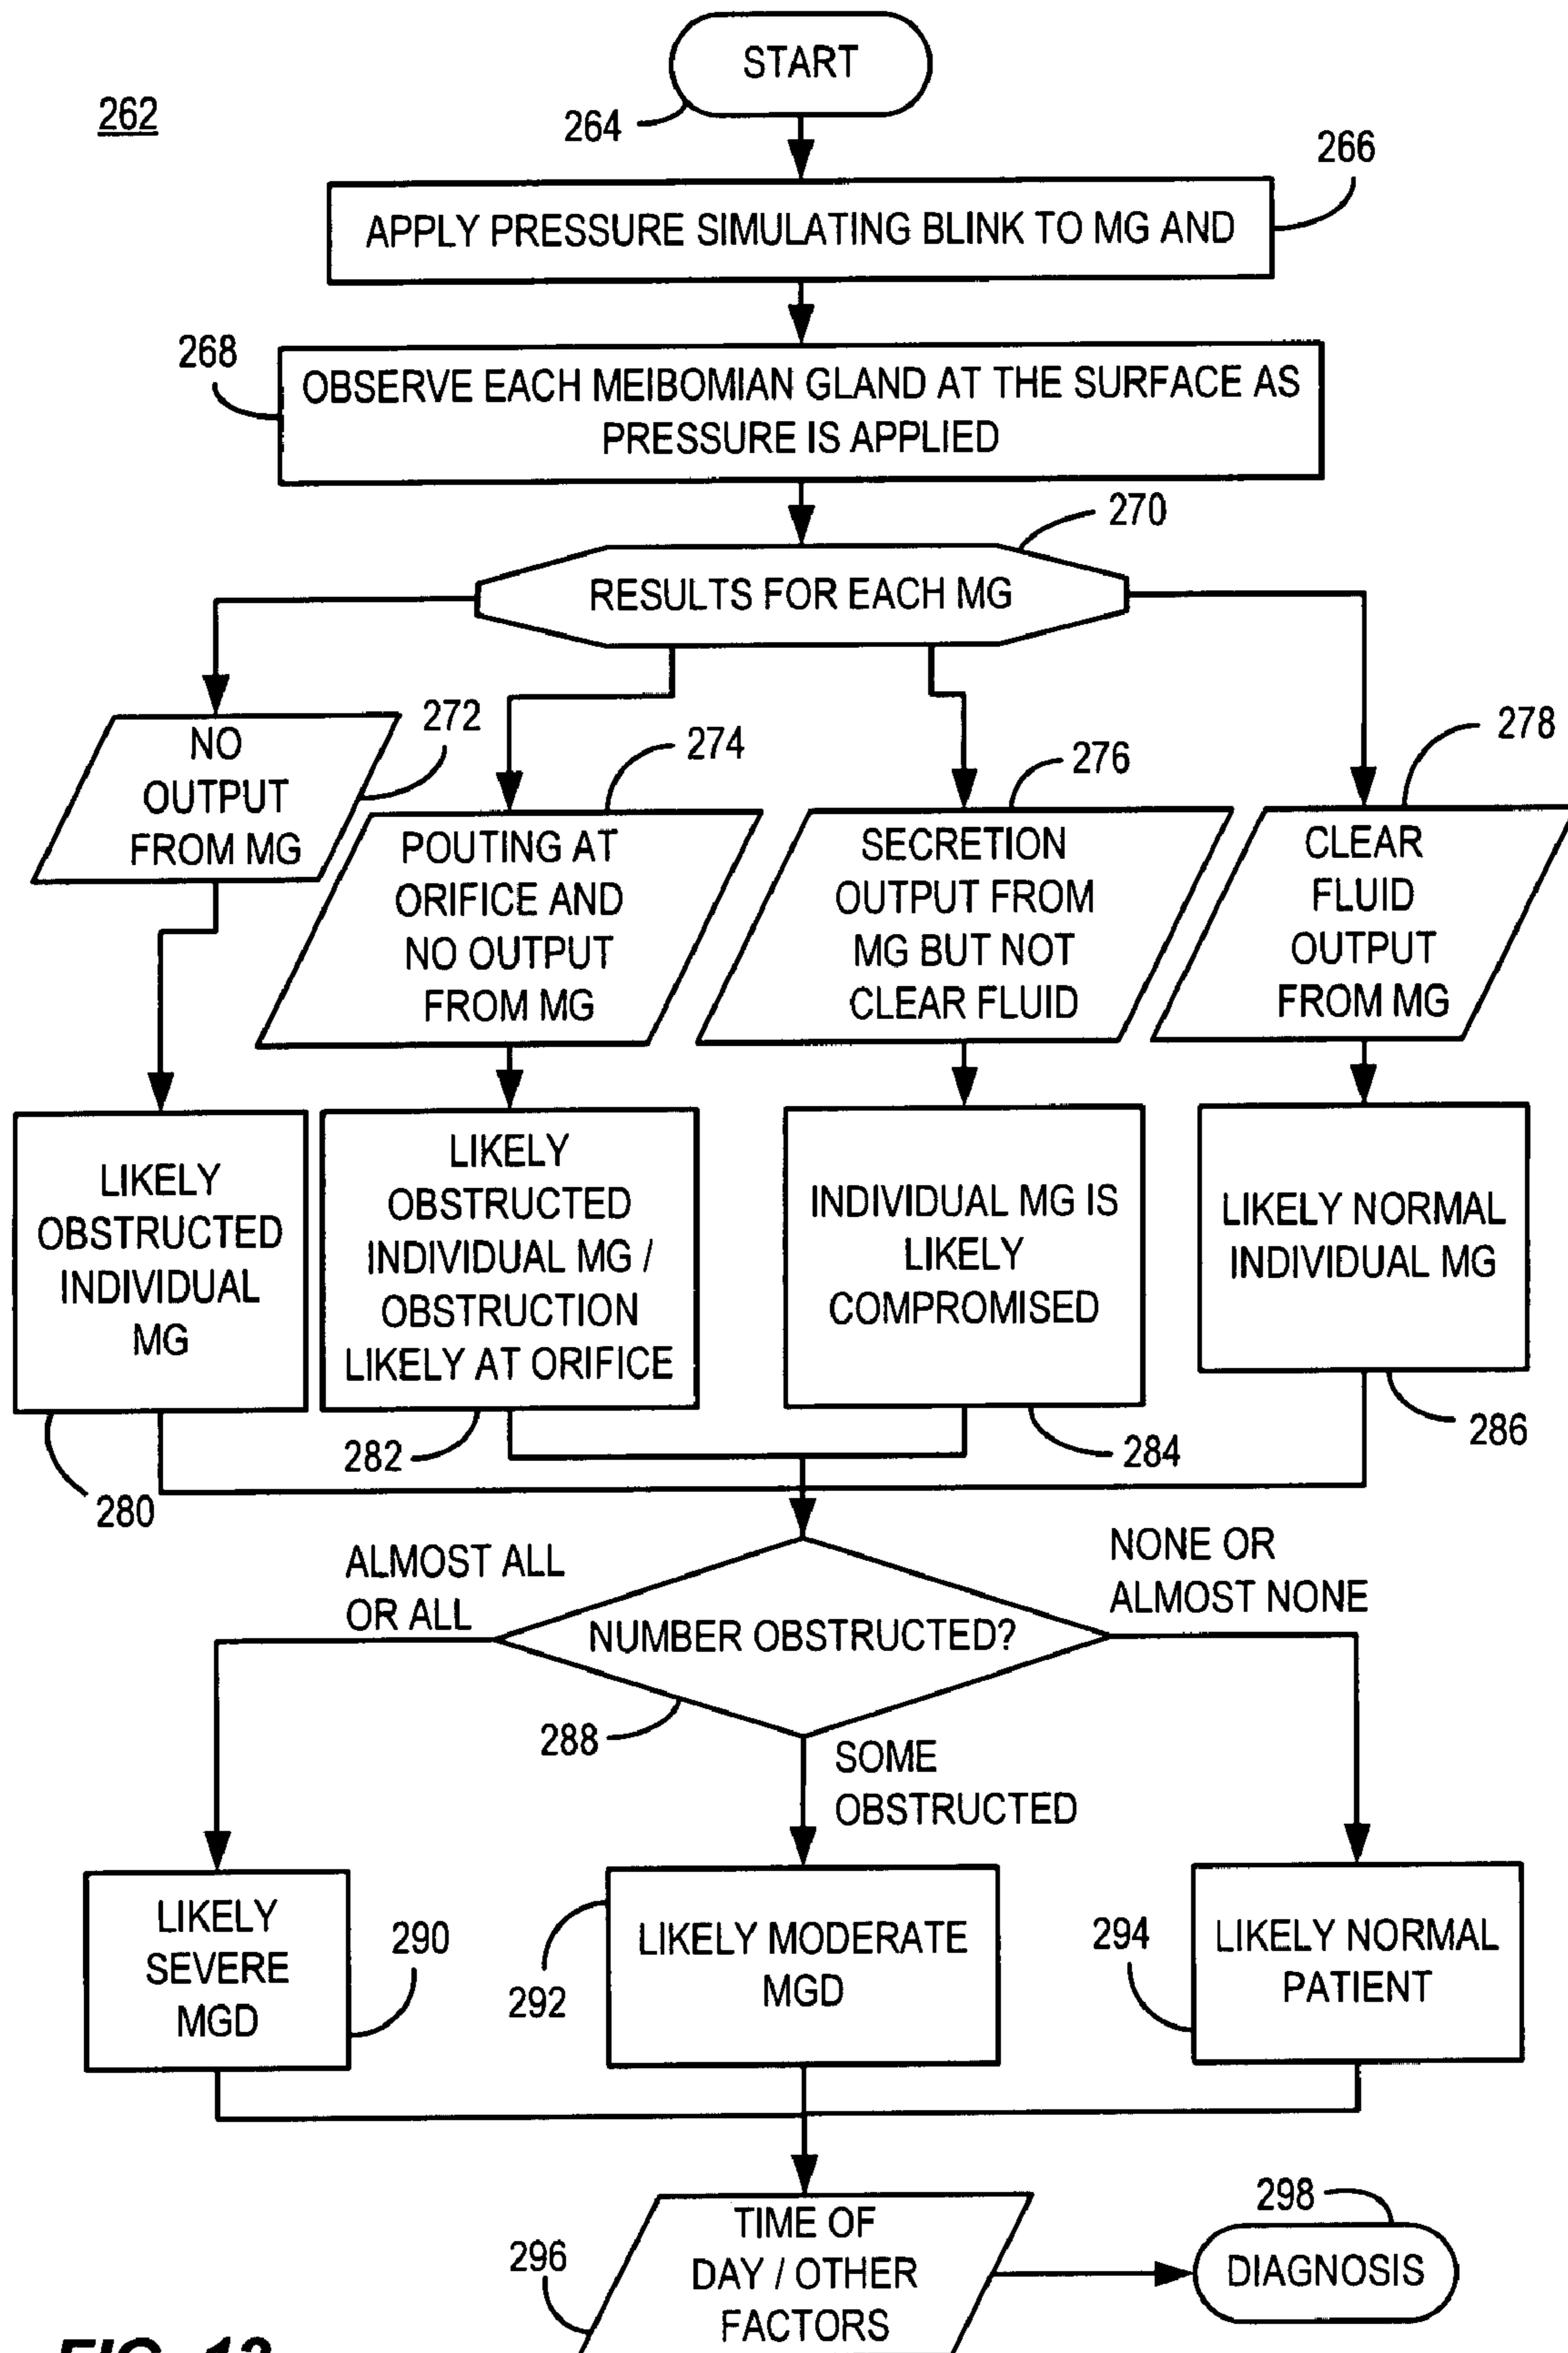 START
262
264
266
APPLY PRESSURE SIMULATING BLINK TO MG AND
268
OBSERVE EACH MEIBOMIAN GLAND AT THE SURFACE AS
PRESSURE IS APPLIED
270
RESULTS FOR EACH MG
272
NO
OUTPUT
FROM MG
274
POUTING AT
ORIFICE AND
NO OUTPUT
FROM MG
276
SECRETION
OUTPUT FROM
MG BUT NOT
CLEAR FLUID
278
CLEAR
FLUID
OUTPUT
FROM MG
LIKELY
OBSTRUCTED
INDIVIDUAL
MG
280
LIKELY
OBSTRUCTED
INDIVIDUAL MG /
OBSTRUCTION
LIKELY AT ORIFICE
282
INDIVIDUAL MG IS
LIKELY
COMPROMISED
284
LIKELY NORMAL
INDIVIDUAL MG
286
ALMOST ALL
OR ALL
NUMBER OBSTRUCTED?
NONE OR
ALMOST NONE
288
SOME
OBSTRUCTED
LIKELY
SEVERE
MGD
290
292
LIKELY MODERATE
MGD
294
LIKELY NORMAL
PATIENT
296
TIME OF
DAY / OTHER
FACTORS
298
DIAGNOSIS